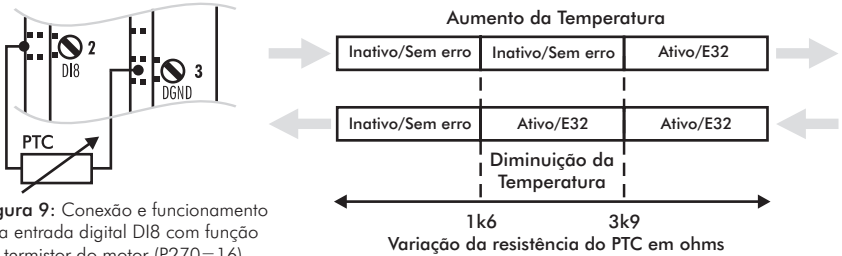 2
DI8
3
DGND
PTC
gura 9: Conexão e funcionamento
a entrada digital DI8 com função
termistor do motor (P270=16)
Aumento da Temperatura
Inativo/Sem erro Inativo/Sem erro Ativo/E32
Inativo/Sem erro Ativo/E32 Ativo/E32
Diminuição da
Temperatura
1k6 3k9
Variação da resistência do PTC em ohms